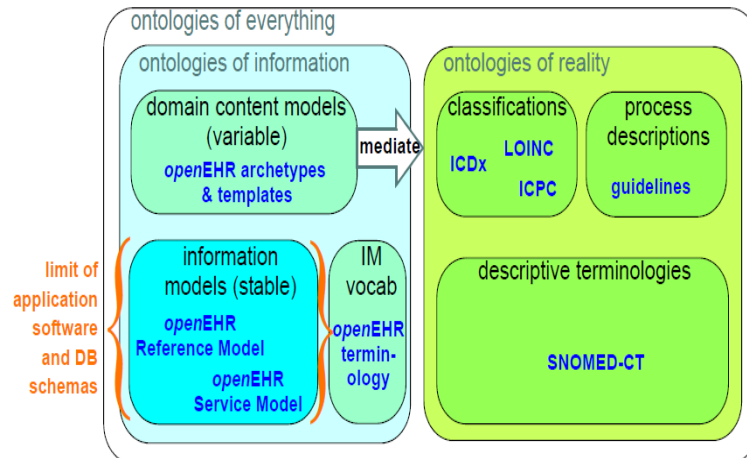 ontologies of everything
ontologies of information
domain content models
(variable)
openEHR archetypes
& templates
mediate
information
models (stable)
openEHR
Reference Model
openEHR
Service Model
IM
vocab
openEHR
termin-
ology
limit of
application
software
and DB
schemas
ontologies of reality
classifications
ICDx
LOINC
ICPC
process
descriptions
guidelines
descriptive terminologies
SNOMED-CT